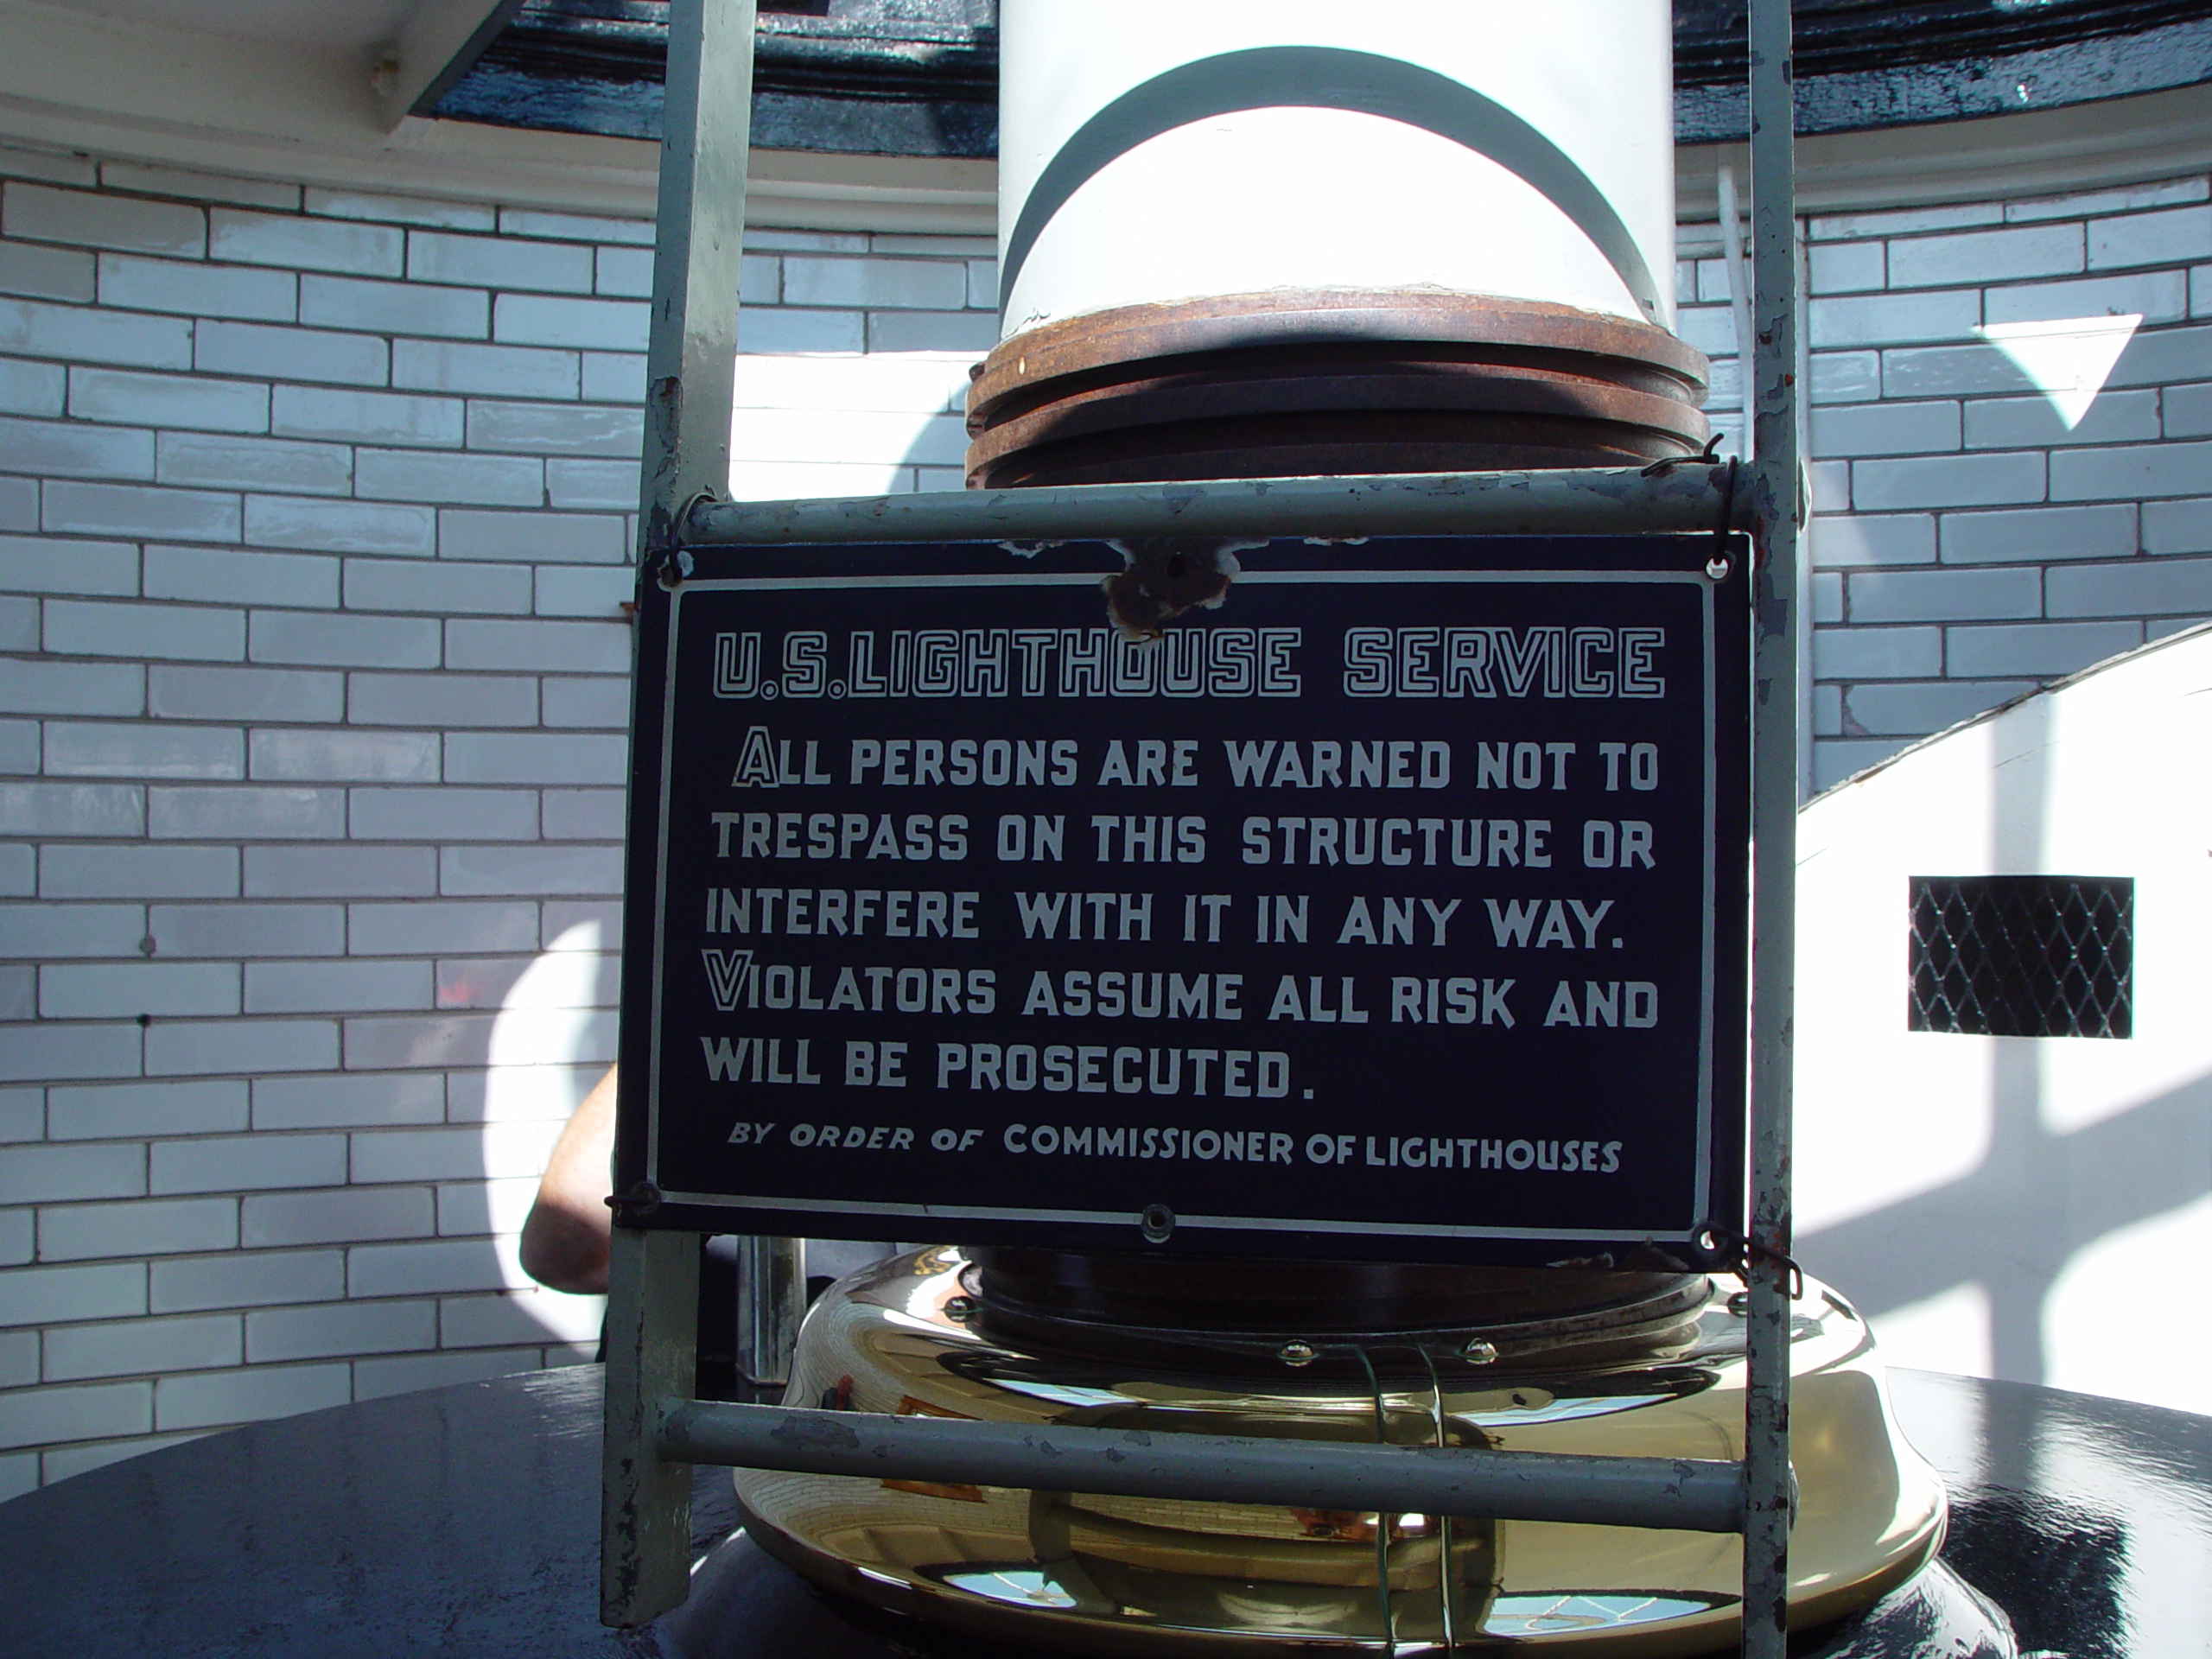 U.S. LIGHTHOUSE SERVICE
ALL PERSONS ARE WARNED NOT TO
TRESPASS ON THIS STRUCTURE OR
INTERFERE WITH IT IN ANY WAY.
VIOLATORS ASSUME ALL RISK AND
WILL BE PROSECUTED.
BY ORDER OF COMMISSIONER OF LIGHTHOUSES